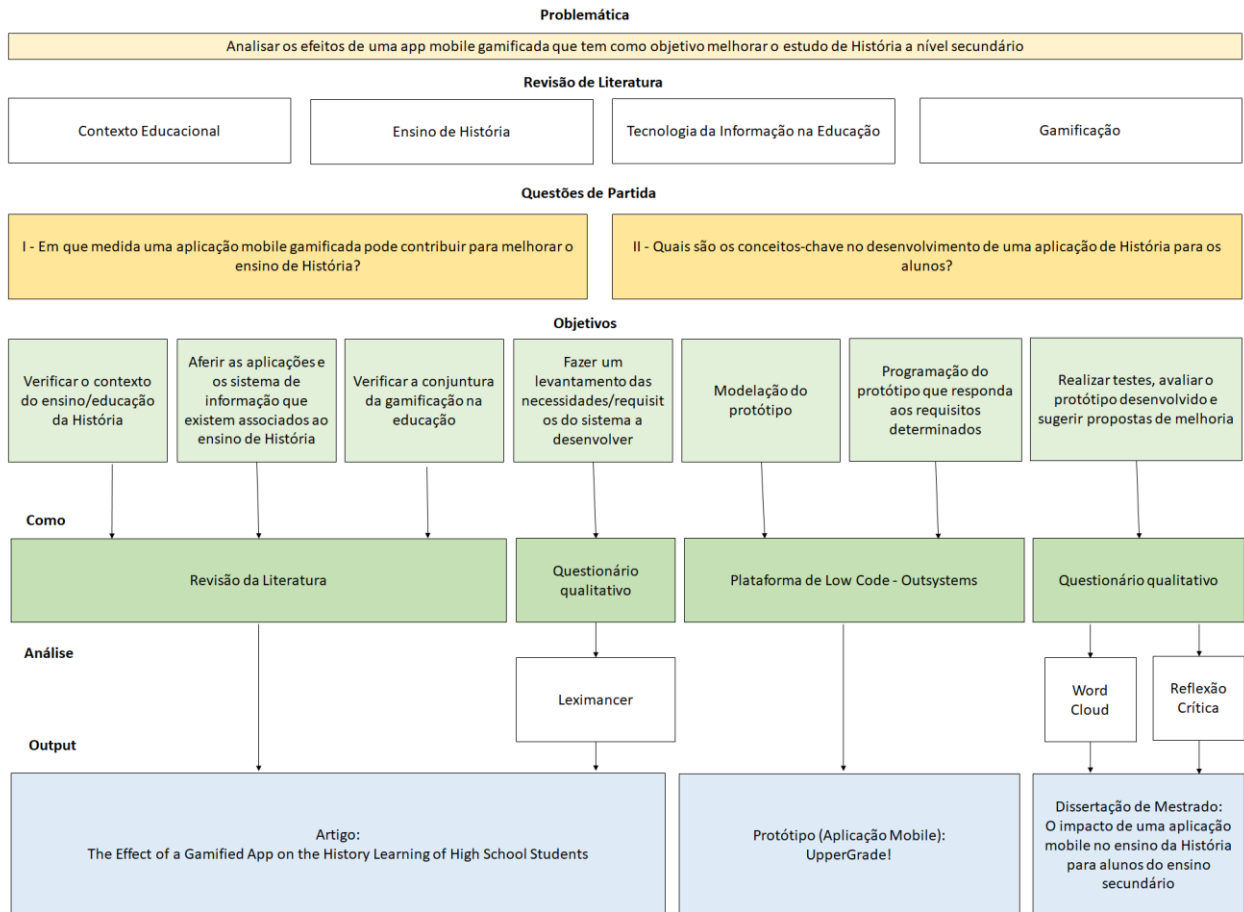 Problemática
Analisar os efeitos de uma app mobile gamificada que tem como objetivo melhorar o estudo de História a nível secundário
Revisão de Literatura
Contexto Educacional
Ensino de História
Tecnologia da Informação na Educação
Gamificação
Questões de Partida
I - Em que medida uma aplicação mobile gamificada pode contribuir para melhorar o
ensino de História?
II - Quais são os conceitos-chave no desenvolvimento de uma aplicação de História para os
alunos?
Objetivos
Verificar o contexto
do ensino/educação
da História
Aferir as aplicações e
os sistema de
informação que
existem associados ao
ensino de História
Verificar a conjuntura
da gamificação na
educação
Fazer um
levantamento das
necessidades/requisit
os do sistema a
desenvolver
Modelação do
protótipo
Programação do
protótipo que responda
aos requisitos
determinados
Realizar testes, avaliar o
protótipo desenvolvido e
sugerir propostas de melhoria
Como
Revisão da Literatura
Questionário
qualitativo
Plataforma de Low Code - Outsystems
Questionário qualitativo
Análise
Leximancer
Word
Cloud
Reflexão
Crítica
Output
Artigo:
The Effect of a Gamified App on the History Learning of High School Students
Protótipo (Aplicação Mobile):
UpperGrade!
Dissertação de Mestrado:
O impacto de uma aplicação
mobile no ensino da História
para alunos do ensino
secundário